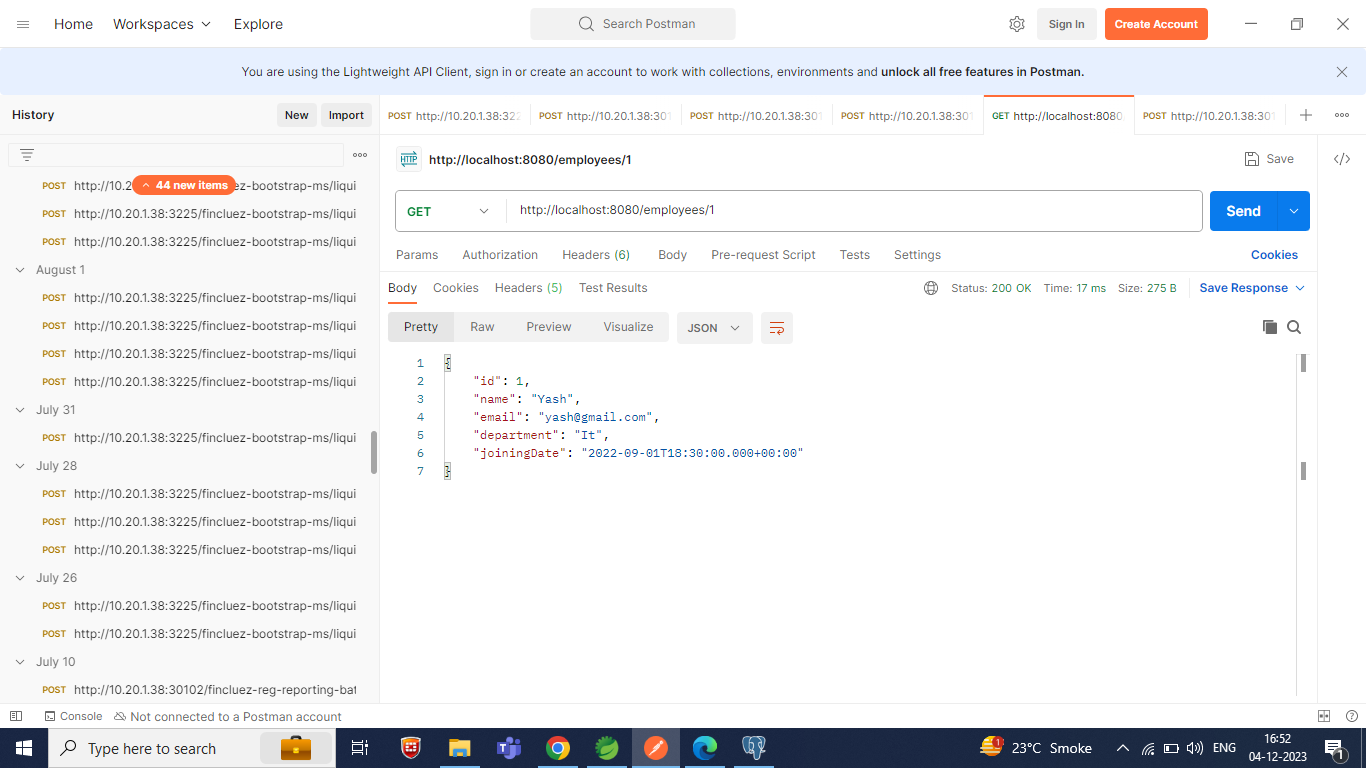 Home Workspaces Explore Search Postman Sign In Create Account
You are using the Lightweight API Client, sign in or create an account to work with collections, environments and unlock all free features in Postman.
History New Import
POST http://10.20.1.38:322 POST http://10.20.1.38:301 POST http://10.20.1.38:301 POST http://10.20.1.38:301 GET http://localhost:8080 POST http://10.20.1.38:301
44 new items
POST http://10.2 ez-bootstrap-ms/liqui
POST http://10.20.1.38:3225/fincluez-bootstrap-ms/liqui
POST http://10.20.1.38:3225/fincluez-bootstrap-ms/liqui
August 1
POST http://10.20.1.38:3225/fincluez-bootstrap-ms/liqui
POST http://10.20.1.38:3225/fincluez-bootstrap-ms/liqui
POST http://10.20.1.38:3225/fincluez-bootstrap-ms/liqui
POST http://10.20.1.38:3225/fincluez-bootstrap-ms/liqui
July 31
POST http://10.20.1.38:3225/fincluez-bootstrap-ms/liqui
July 28
POST http://10.20.1.38:3225/fincluez-bootstrap-ms/liqui
POST http://10.20.1.38:3225/fincluez-bootstrap-ms/liqui
POST http://10.20.1.38:3225/fincluez-bootstrap-ms/liqui
July 26
POST http://10.20.1.38:3225/fincluez-bootstrap-ms/liqui
POST http://10.20.1.38:3225/fincluez-bootstrap-ms/liqui
July 10
POST http://10.20.1.38:30102/fincluez-reg-reporting-bat
HTTP http://localhost:8080/employees/1 Save </>
GET http://localhost:8080/employees/1 Send
Params Authorization Headers (6) Body Pre-request Script Tests Settings Cookies
Body Cookies Headers (5) Test Results Status: 200 OK Time: 17 ms Size: 275 B Save Response
Pretty Raw Preview Visualize JSON
1 {
2 "id": 1,
3 "name": "Yash",
4 "email": "yash@gmail.com",
5 "department": "It",
6 "joiningDate": "2022-09-01T18:30:00.000+00:00"
7 }
Console Not connected to a Postman account
Type here to search 1 23°C Smoke ENG 16:52
04-12-2023 1